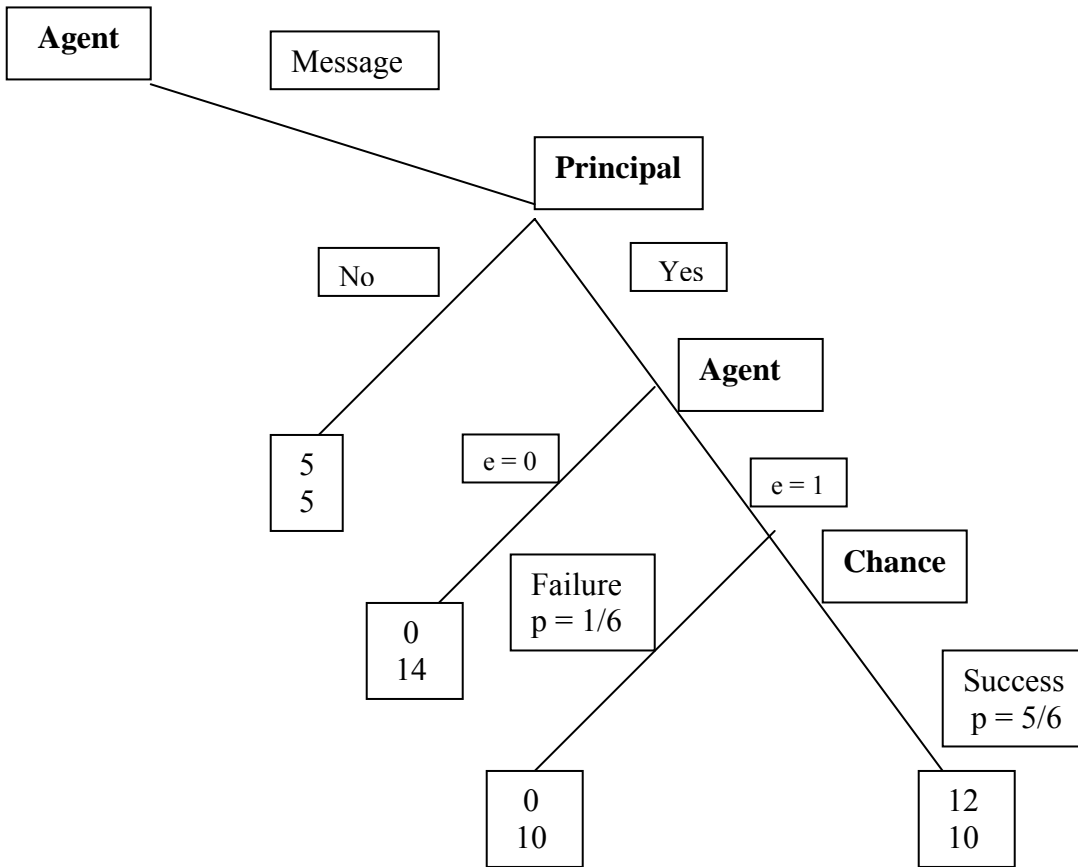 Agent
Message
Principal
No
Yes
Agent
5
5
e = 0
e = 1
Chance
Failure
p = 1/6
0
14
Success
p = 5/6
0
10
12
10